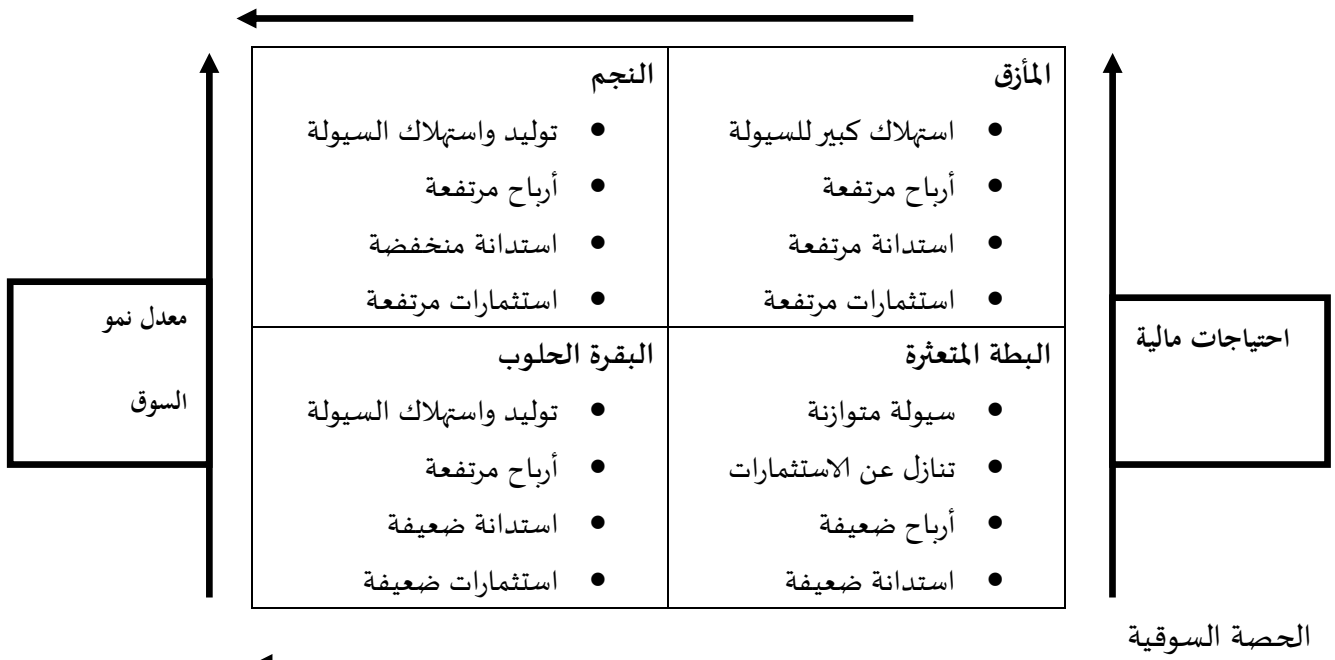 المأزق
• استهلاك كبير للسيولة
• أرباح مرتفعة
• استدانة مرتفعة
• استثمارات مرتفعة
النجم
• توليد واستهلاك السيولة
• أرباح مرتفعة
• استدانة منخفضة
• استثمارات مرتفعة
البطة المتعثرة
• سيولة متوازنة
• تنازل عن الاستثمارات
• أرباح ضعيفة
• استدانة ضعيفة
البقرة الحلوب
• توليد واستهلاك السيولة
• أرباح مرتفعة
• استدانة ضعيفة
• استثمارات ضعيفة
احتياجات مالية
معدل نمو
السوق
الحصة السوقية